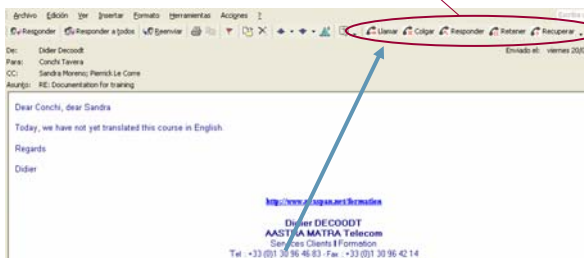 Archivo Edición Ver Insertar Formato Herramientas Acciones ?
Responder Responder a todos Reenviar Llamar Colgar Responder Retener Recuperar
De: Didier Decoodt Enviado el: viernes 20/0
Para: Conchi Tavera
CC: Sandra Moreno; Pierrick Le Corre
Asunto: RE: Documentation for training
Dear Conchi, dear Sandra
Today, we have not yet translated this course in English.
Regards
Didier
Didier DECOODT
AASTRA MATRA Telecom
Services Clients Formation
Tel : +33 (0)1 30 96 46 83 - Fax : +33 (0)1 30 96 42 14